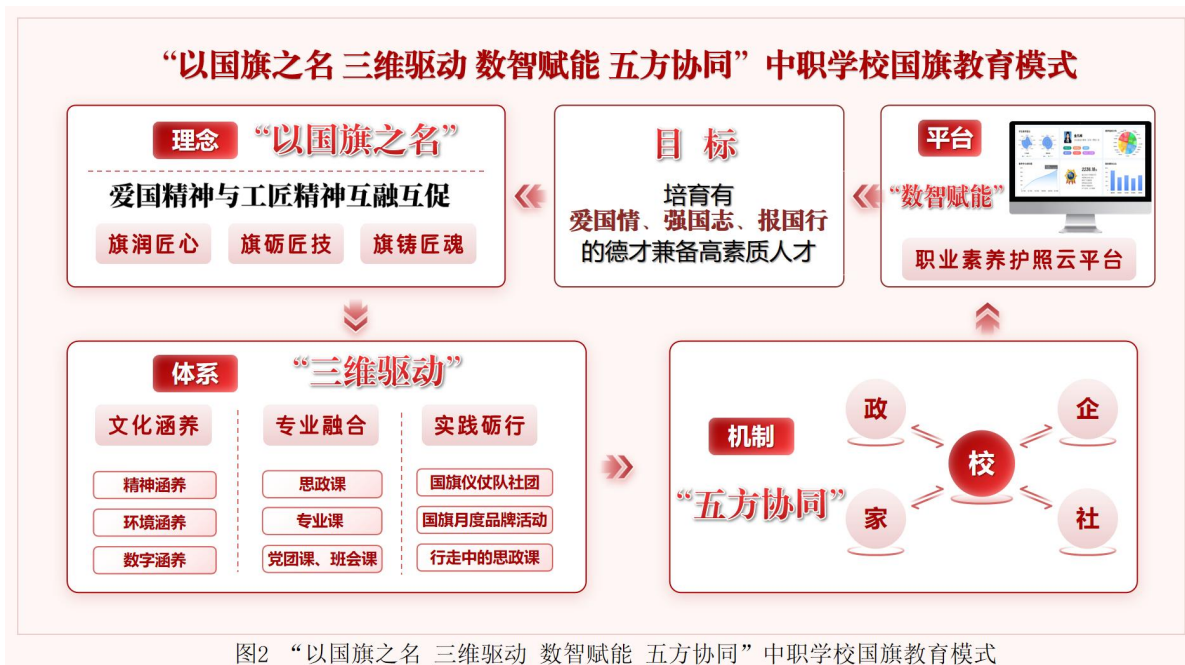 “以国旗之名 三维驱动 数智赋能 五方协同”中职学校国旗教育模式
理念 “以国旗之名”
爱国精神与工匠精神互融互促
旗润匠心 旗砺匠技 旗铸匠魂
目 标
培育有
爱国情、强国志、报国行
的德才兼备高素质人才
平台
“数智赋能”
职业素养护照云平台
体系 “三维驱动”
文化涵养 专业融合 实践砺行
精神涵养 思政课 国旗仪仗队社团
环境涵养 专业课 国旗月度品牌活动
数字涵养 党团课、班会课 行走中的思政课
机制
“五方协同”
政 企
校
家 社
图2 “以国旗之名 三维驱动 数智赋能 五方协同”中职学校国旗教育模式